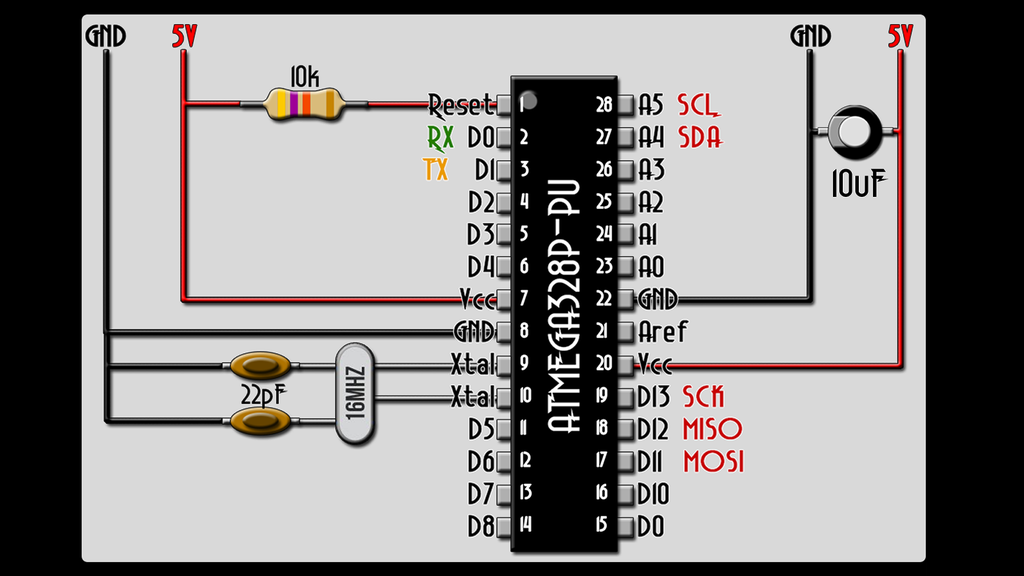 GND 5V GND 5V
10k
10uF
Reset 1 28 A5 SCL
RX D0 2 27 A4 SDA
TX D1 3 26 A3
D2 4 25 A2
D3 5 24 A1
D4 6 23 A0
Vcc 7 22 GND
GND 8 21 Aref
Xtal 9 20 Vcc
Xtal 10 19 D13 SCK
D5 11 18 D12 MISO
D6 12 17 D11 MOSI
D7 13 16 D10
D8 14 15 D0
22pF
16MHZ
ATMEGA328P-PU